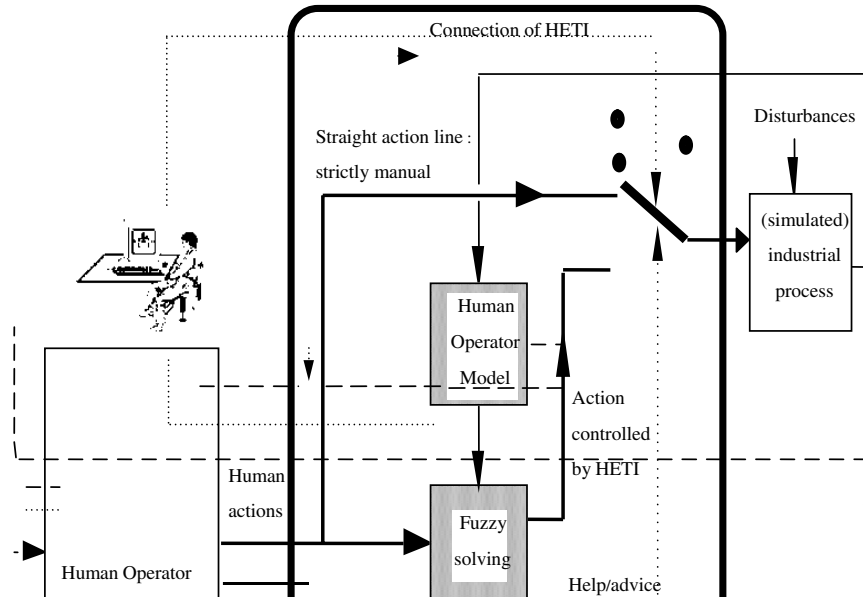 Connection of HETI
Straight action line :
strictly manual
Disturbances
(simulated)
industrial
process
Human
Operator
Model
Action
controlled
by HETI
Human
actions
Fuzzy
solving
Human Operator
Help/advice